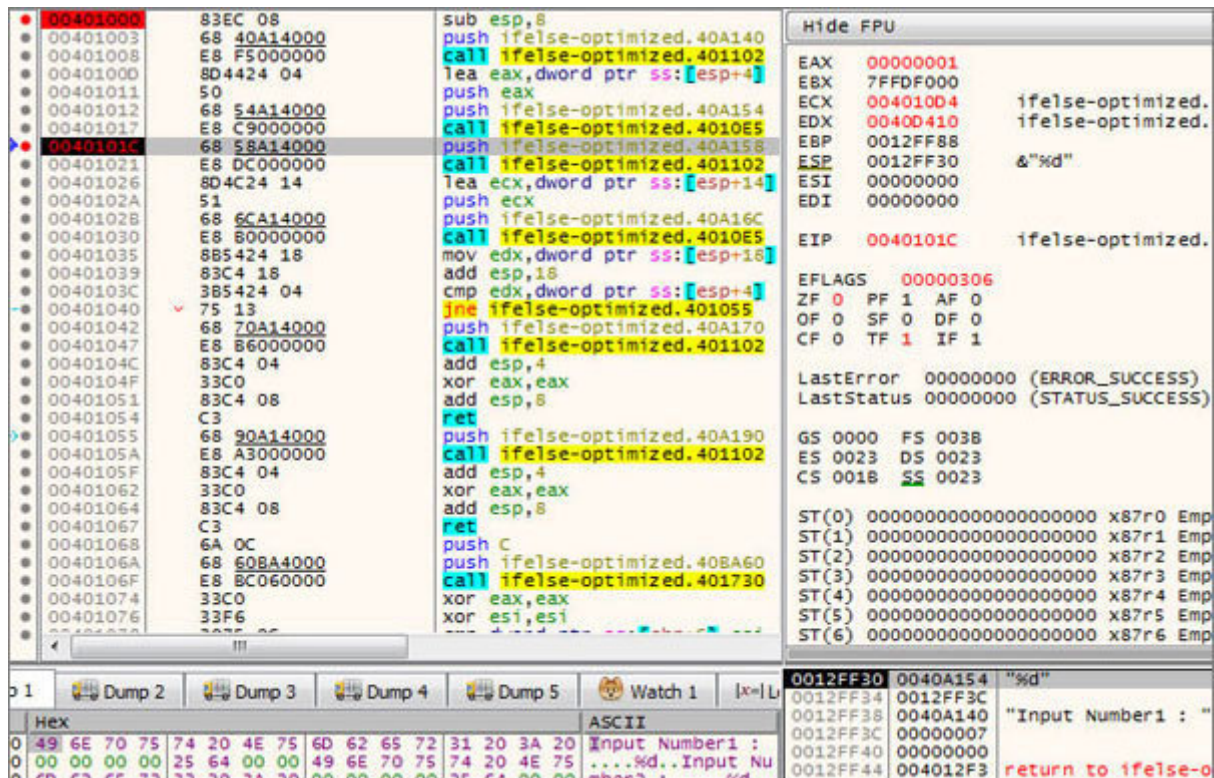 00401000 83EC 08 sub esp,8
00401003 68 40A14000 push ifelse-optimized.40A140
00401008 E8 F5000000 call ifelse-optimized.401102
0040100D 8D4424 04 lea eax,dword ptr ss:[esp+4]
00401011 50 push eax
00401012 68 54A14000 push ifelse-optimized.40A154
00401017 E8 C9000000 call ifelse-optimized.4010E5
0040101C 68 58A14000 push ifelse-optimized.40A158
00401021 E8 DC000000 call ifelse-optimized.401102
00401026 8D4C24 14 lea ecx,dword ptr ss:[esp+14]
0040102A 51 push ecx
0040102B 68 6CA14000 push ifelse-optimized.40A16C
00401030 E8 B0000000 call ifelse-optimized.4010E5
00401035 8B5424 18 mov edx,dword ptr ss:[esp+18]
00401039 83C4 18 add esp,18
0040103C 3B5424 04 cmp edx,dword ptr ss:[esp+4]
00401040 75 13 jne ifelse-optimized.401055
00401042 68 70A14000 push ifelse-optimized.40A170
00401047 E8 B6000000 call ifelse-optimized.401102
0040104C 83C4 04 add esp,4
0040104F 33C0 xor eax,eax
00401051 83C4 08 add esp,8
00401054 C3 ret
00401055 68 90A14000 push ifelse-optimized.40A190
0040105A E8 A3000000 call ifelse-optimized.401102
0040105F 83C4 04 add esp,4
00401062 33C0 xor eax,eax
00401064 83C4 08 add esp,8
00401067 C3 ret
00401068 6A 0C push C
0040106A 68 60BA4000 push ifelse-optimized.40BA60
0040106F E8 BC060000 call ifelse-optimized.401730
00401074 33C0 xor eax,eax
00401076 33F6 xor esi,esi
Hide FPU
EAX 00000001
EBX 7FFDF000
ECX 004010D4 ifelse-optimized.
EDX 0040D410 ifelse-optimized.
EBP 0012FF88
ESP 0012FF30 &"%d"
ESI 00000000
EDI 00000000
EIP 0040101C ifelse-optimized.
EFLAGS 00000306
ZF 0 PF 1 AF 0
OF 0 SF 0 DF 0
CF 0 TF 1 IF 1
LastError 00000000 (ERROR_SUCCESS)
LastStatus 00000000 (STATUS_SUCCESS)
GS 0000 FS 003B
ES 0023 DS 0023
CS 001B SS 0023
ST(0) 00000000000000000000 x87r0 Emp
ST(1) 00000000000000000000 x87r1 Emp
ST(2) 00000000000000000000 x87r2 Emp
ST(3) 00000000000000000000 x87r3 Emp
ST(4) 00000000000000000000 x87r4 Emp
ST(5) 00000000000000000000 x87r5 Emp
ST(6) 00000000000000000000 x87r6 Emp
1 Dump 2 Dump 3 Dump 4 Dump 5 Watch 1 [x=] L
Hex ASCII
0 49 6E 70 75 74 20 4E 75 6D 62 65 72 31 20 3A 20 Input Number1 :
0 00 00 00 00 25 64 00 00 49 6E 70 75 74 20 4E 75 ....%d..Input Nu
0012FF30 0040A154 "%d"
0012FF34 0012FF3C
0012FF38 0040A140 "Input Number1 : "
0012FF3C 00000007
0012FF40 00000000
0012FF44 004012F3 return to ifelse-o